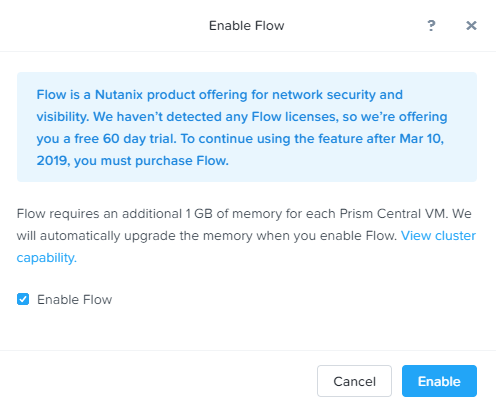 Enable Flow
?
Flow is a Nutanix product offering for network security and
visibility. We haven't detected any Flow licenses, so we're offering
you a free 60 day trial. To continue using the feature after Mar 10,
2019, you must purchase Flow.
Flow requires an additional 1 GB of memory for each Prism Central VM. We
will automatically upgrade the memory when you enable Flow. View cluster
capability.
Enable Flow
Cancel Enable